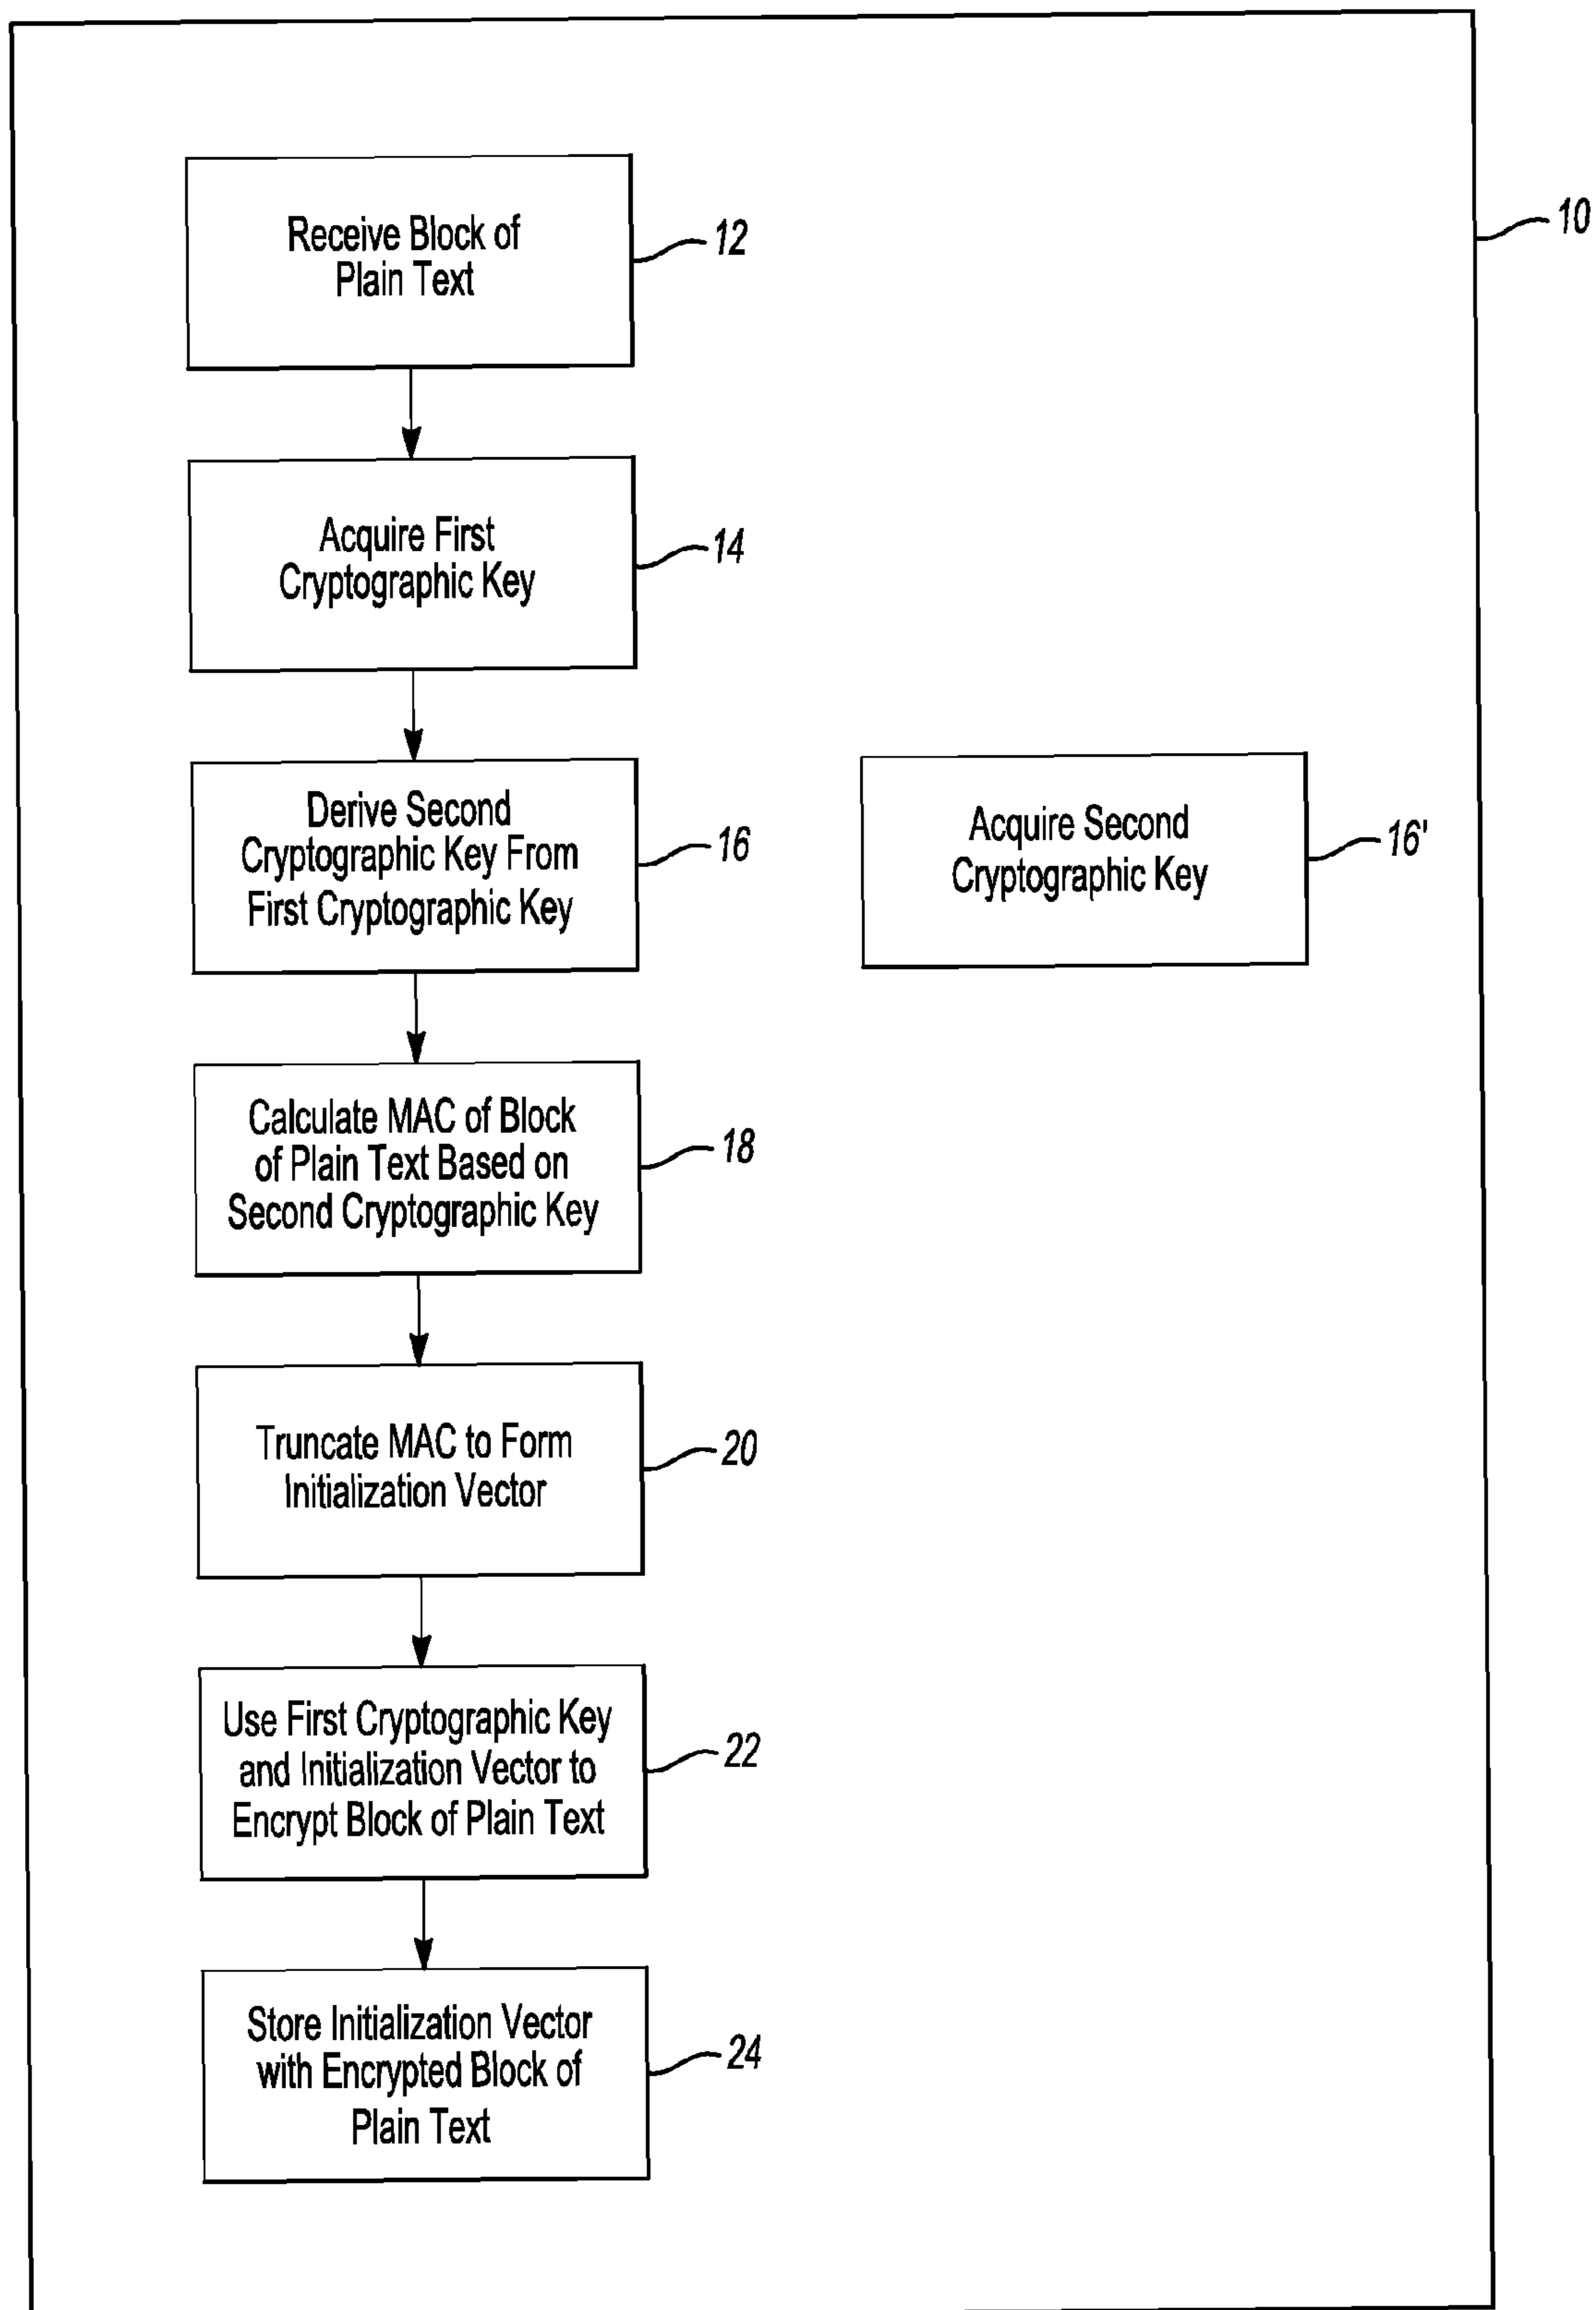 Receive Block of
Plain Text
12
10
Acquire First
Cryptographic Key
14
Derive Second
Cryptographic Key From
First Cryptographic Key
16
Acquire Second
Cryptographic Key
16'
Calculate MAC of Block
of Plain Text Based on
Second Cryptographic Key
18
Truncate MAC to Form
Initialization Vector
20
Use First Cryptographic Key
and Initialization Vector to
Encrypt Block of Plain Text
22
Store Initialization Vector
with Encrypted Block of
Plain Text
24